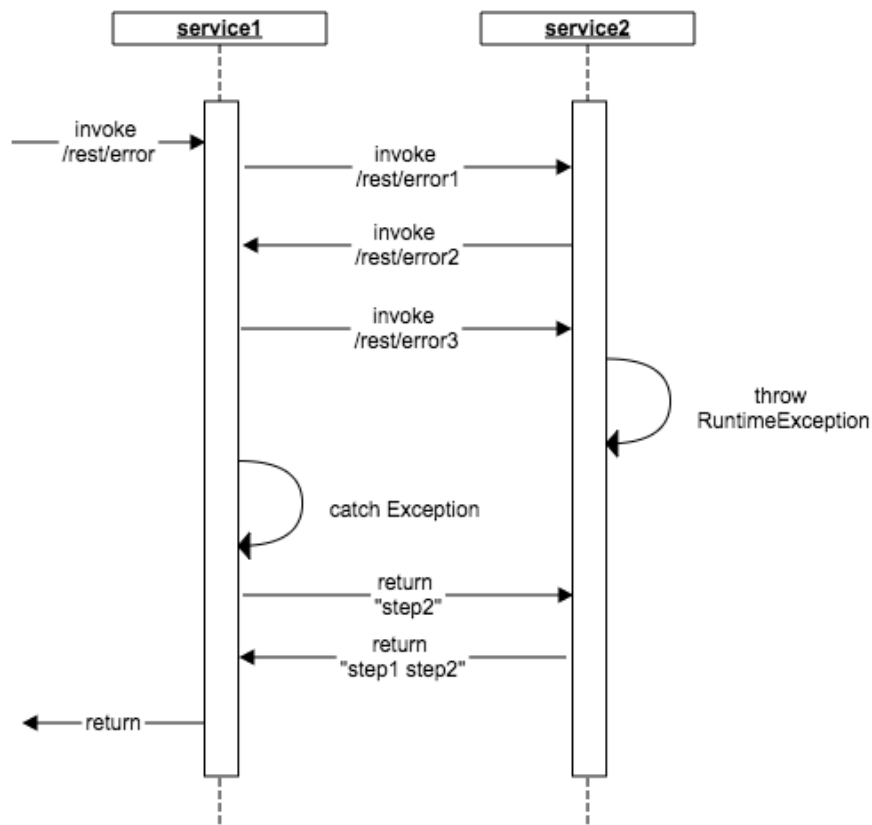 service1
service2
invoke
/rest/error
invoke
/rest/error1
invoke
/rest/error2
invoke
/rest/error3
throw
RuntimeException
catch Exception
return
"step2"
return
"step1 step2"
return